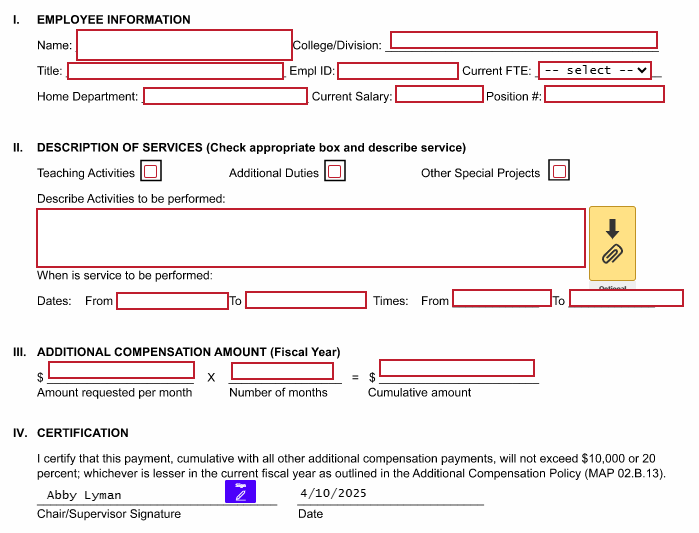 I. EMPLOYEE INFORMATION
Name: College/Division:
Title: Empl ID: Current FTE: -- select --
Home Department: Current Salary: Position #:
II. DESCRIPTION OF SERVICES (Check appropriate box and describe service)
Teaching Activities Additional Duties Other Special Projects
Describe Activities to be performed:
Optional
When is service to be performed:
Dates: From To Times: From To
III. ADDITIONAL COMPENSATION AMOUNT (Fiscal Year)
$ X = $
Amount requested per month Number of months Cumulative amount
IV. CERTIFICATION
I certify that this payment, cumulative with all other additional compensation payments, will not exceed $10,000 or 20
percent; whichever is lesser in the current fiscal year as outlined in the Additional Compensation Policy (MAP 02.B.13).
Abby Lyman 4/10/2025
Chair/Supervisor Signature Date